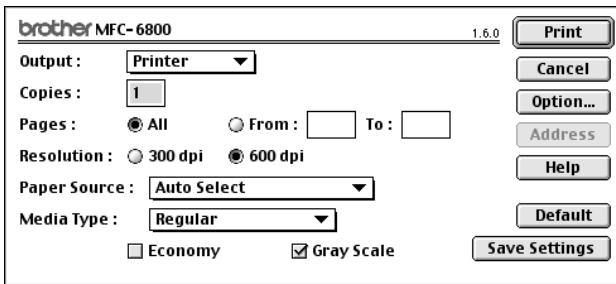 brother MFC-6800 1.6.0 Print
Output : Printer Cancel
Copies : 1 Option...
Pages : All From : To : Address
Resolution : 300 dpi 600 dpi Help
Paper Source : Auto Select
Media Type : Regular Default
Economy Gray Scale Save Settings